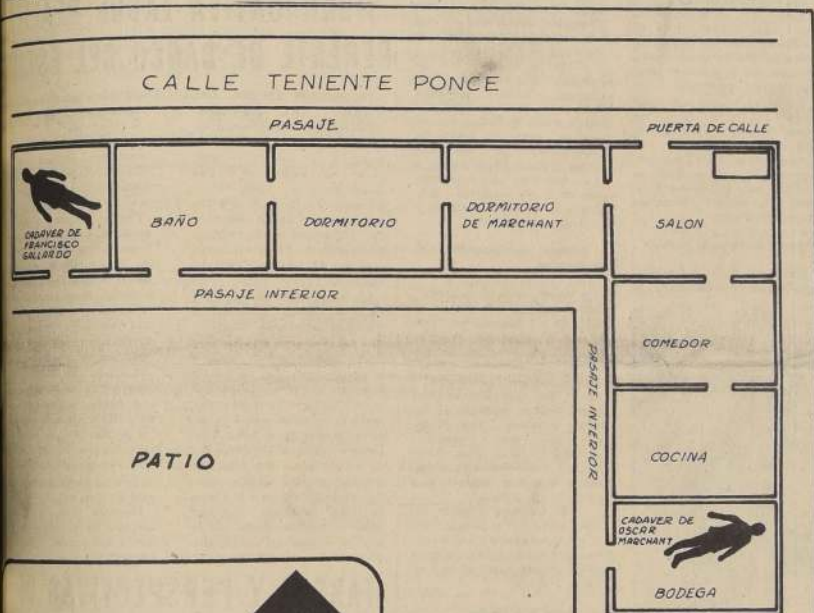 CALLE TENIENTE PONCE
PASAJE
PUERTA DE CALLE
CADAVER DE
FRANCISCO
GALLARDO
BAÑO
DORMITORIO
DORMITORIO
DE MARCHANT
SALON
PASAJE INTERIOR
COMEDOR
PASAJE INTERIOR
PATIO
COCINA
CADAVER DE
OSCAR
MARCHANT
BODEGA